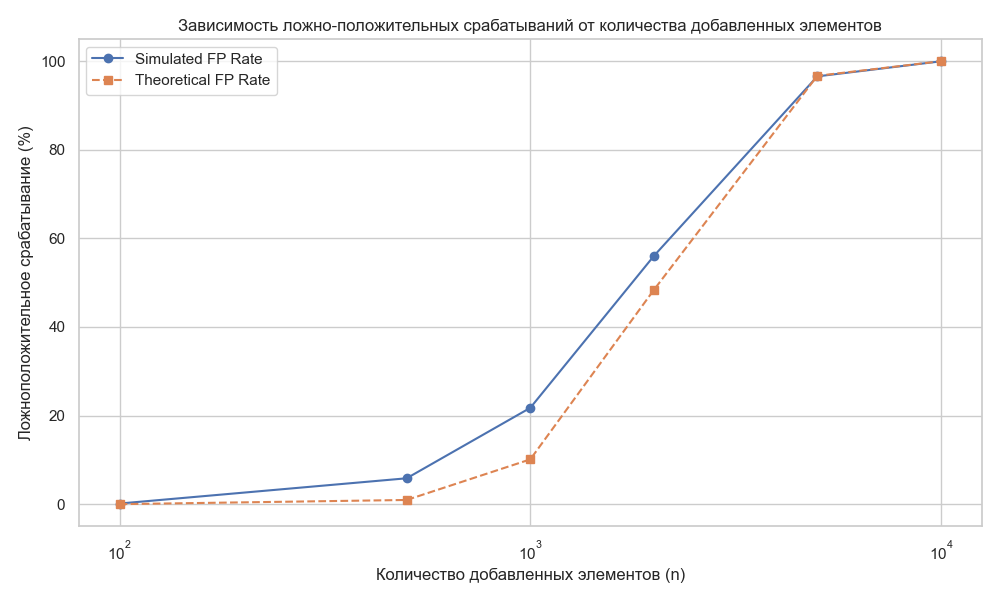 Зависимость ложно-положительных срабатываний от количества добавленных элементов
Simulated FP Rate
Theoretical FP Rate
Ложноположительное срабатывание (%)
100
80
60
40
20
0
10²
10³
10⁴
Количество добавленных элементов (n)